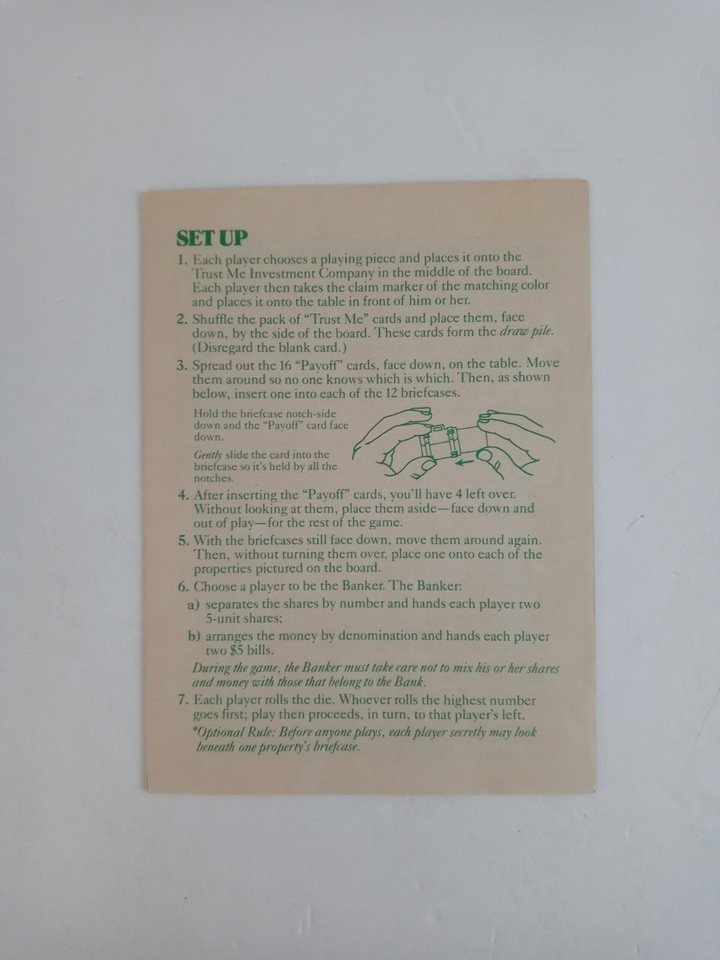 SET UP
1. Each player chooses a playing piece and places it onto the
Trust Me Investment Company in the middle of the board.
Each player then takes the claim marker of the matching color
and places it onto the table in front of him or her.
2. Shuffle the pack of "Trust Me" cards and place them, face
down, by the side of the board. These cards form the draw pile.
(Disregard the blank card.)
3. Spread out the 16 "Payoff" cards, face down, on the table. Move
them around so no one knows which is which. Then, as shown
below, insert one into each of the 12 briefcases.
Hold the briefcase notch-side
down and the "Payoff" card face
down.
Gently slide the card into the
briefcase so it's held by all the
notches.
4. After inserting the "Payoff" cards, you'll have 4 left over.
Without looking at them, place them aside—face down and
out of play—for the rest of the game.
5. With the briefcases still face down, move them around again.
Then, without turning them over, place one onto each of the
properties pictured on the board.
6. Choose a player to be the Banker. The Banker:
a) separates the shares by number and hands each player two
5-unit shares;
b) arranges the money by denomination and hands each player
two $5 bills.
During the game, the Banker must take care not to mix his or her shares
and money with those that belong to the Bank.
7. Each player rolls the die. Whoever rolls the highest number
goes first; play then proceeds, in turn, to that player's left.
*Optional Rule: Before anyone plays, each player secretly may look
beneath one property's briefcase.